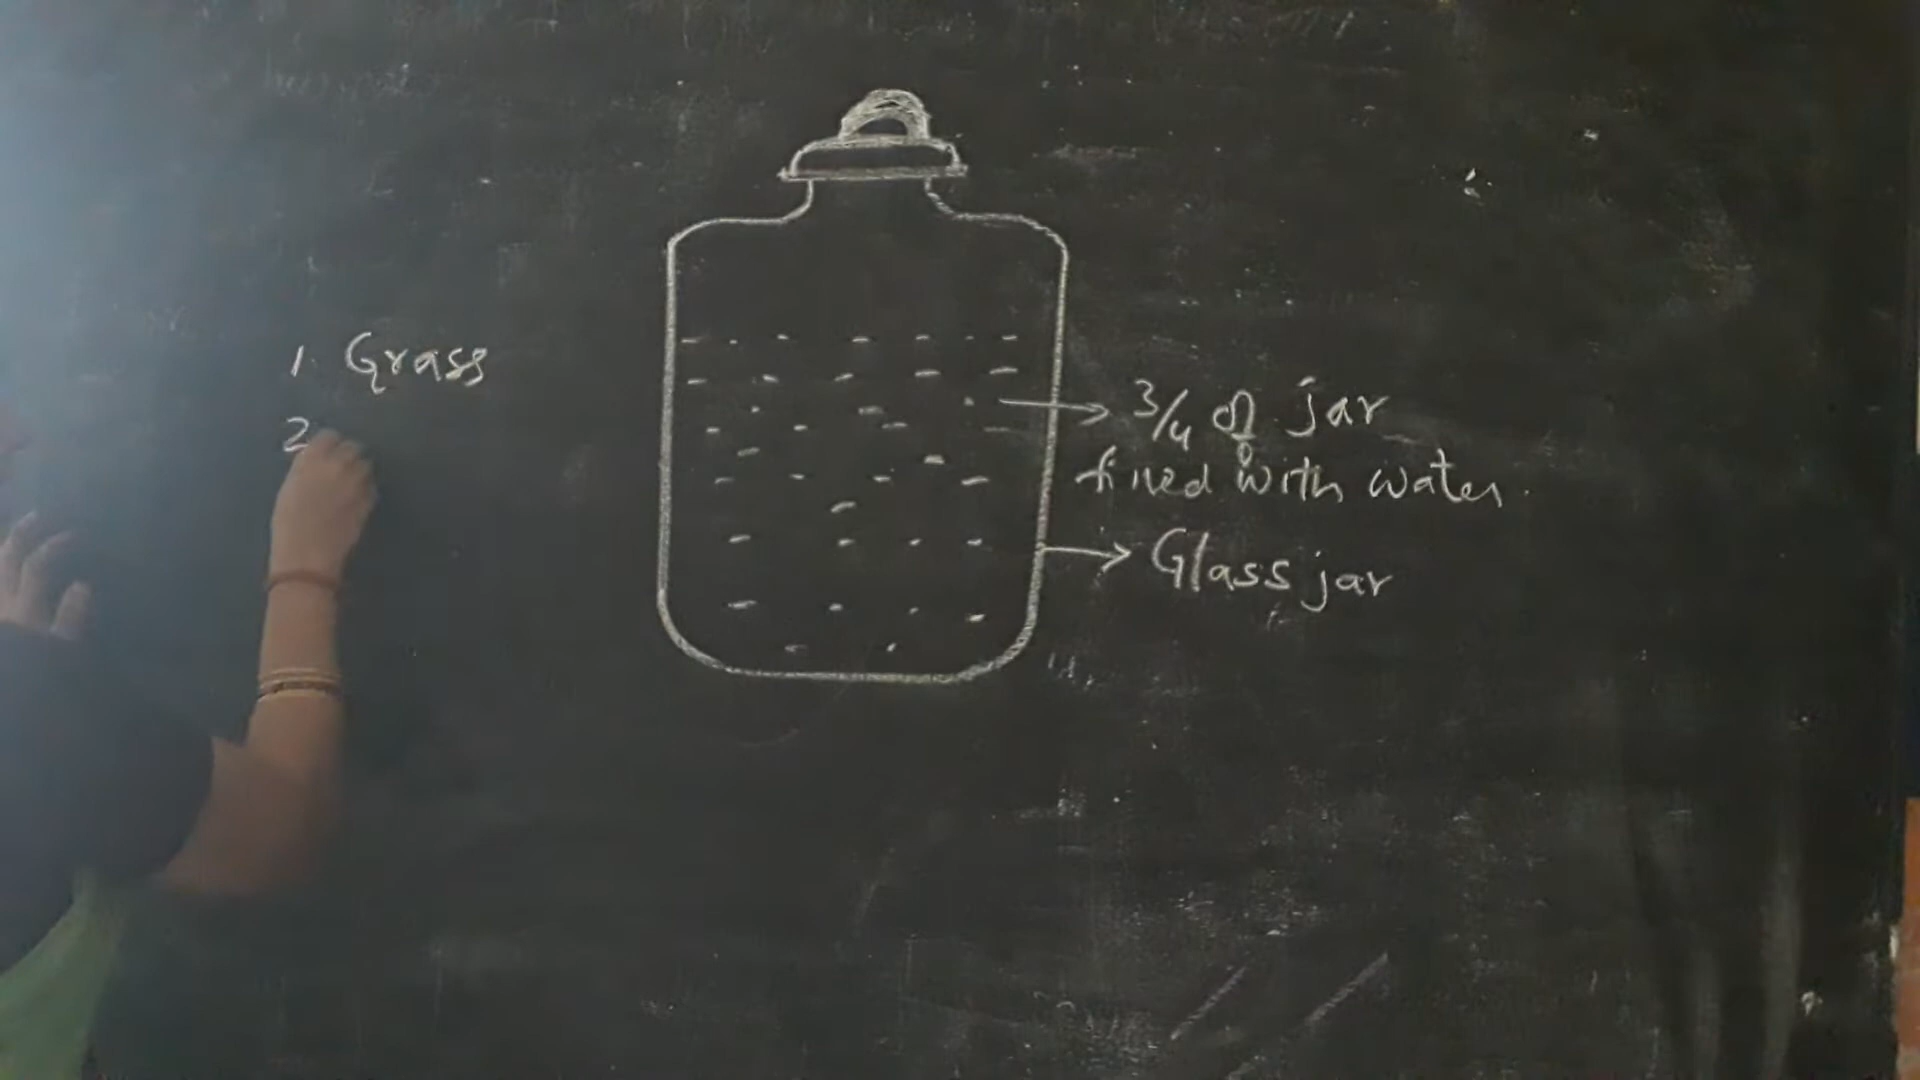 1. Grass
2
3/4 of jar
filled with water.
Glass jar